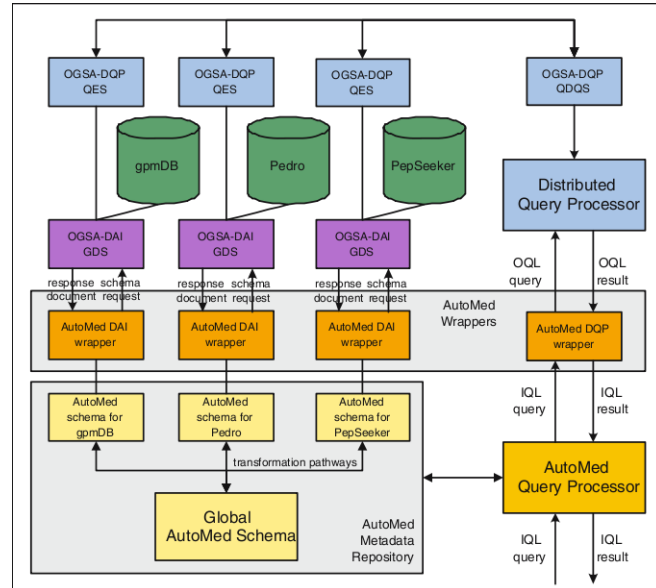 OGSA-DQP
QES
OGSA-DQP
QES
OGSA-DQP
QES
OGSA-DQP
QDQS
gpmDB
Pedro
PepSeeker
Distributed
Query Processor
OGSA-DAI
GDS
OGSA-DAI
GDS
OGSA-DAI
GDS
response
document
schema
request
response
document
schema
request
response
document
schema
request
OQL
query
OQL
result
AutoMed
Wrappers
AutoMed DAI
wrapper
AutoMed DAI
wrapper
AutoMed DAI
wrapper
AutoMed DQP
wrapper
AutoMed
schema for
gpmDB
AutoMed
schema for
Pedro
AutoMed
schema for
PepSeeker
IQL
query
IQL
result
transformation pathways
AutoMed
Query Processor
Global
AutoMed Schema
AutoMed
Metadata
Repository
IQL
query
IQL
result